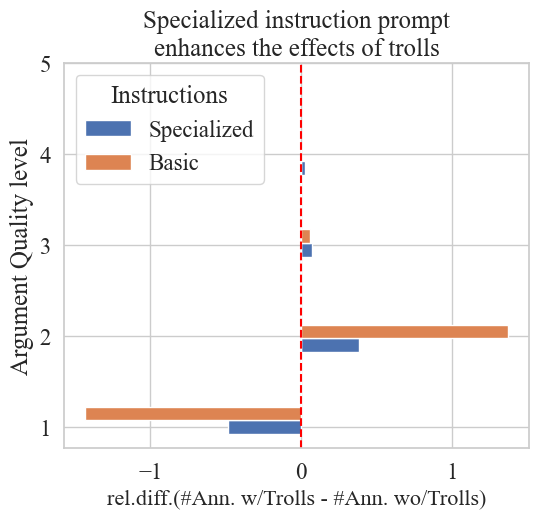 Specialized instruction prompt
enhances the effects of trolls
Instructions
Specialized
Basic
Argument Quality level
5
4
3
2
1
−1
0
1
rel.diff.(#Ann. w/Trolls - #Ann. wo/Trolls)